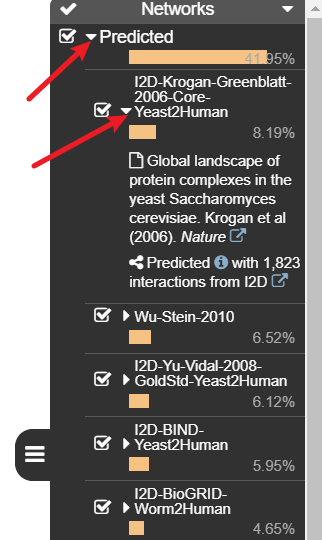 Networks
Predicted
41.95%
I2D-Krogan-Greenblatt-
2006-Core-
Yeast2Human
8.19%
Global landscape of
protein complexes in the
yeast Saccharomyces
cerevisiae. Krogan et al
(2006). Nature
Predicted with 1,823
interactions from I2D
Wu-Stein-2010
6.52%
I2D-Yu-Vidal-2008-
GoldStd-Yeast2Human
6.12%
I2D-BIND-
Yeast2Human
5.95%
I2D-BioGRID-
Worm2Human
4.65%